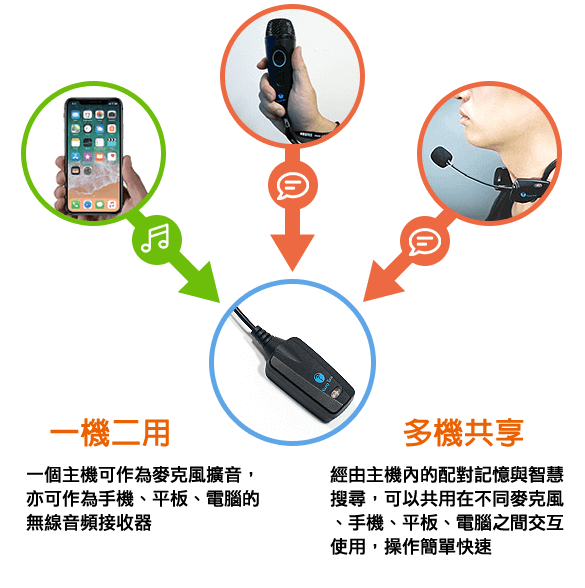 一機二用
一個主機可作為麥克風擴音，
亦可作為手機、平板、電腦的
無線音頻接收器
多機共享
經由主機內的配對記憶與智慧
搜尋，可以共用在不同麥克風
、手機、平板、電腦之間交互
使用，操作簡單快速